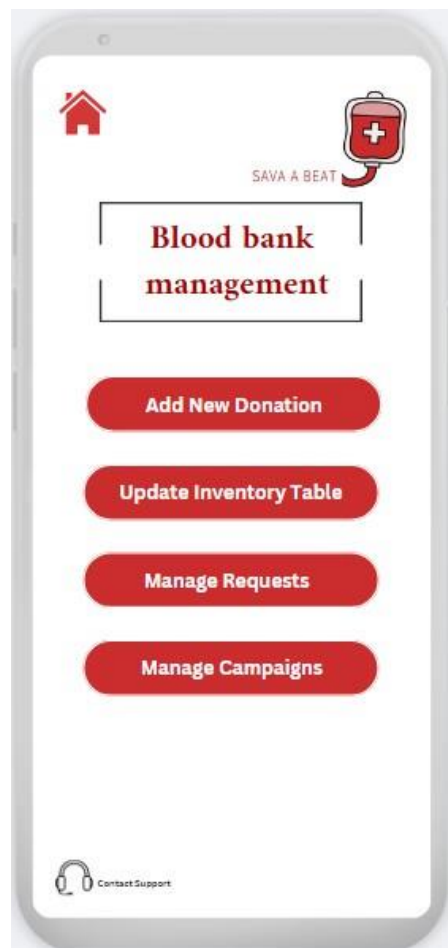 SAVA A BEAT
Blood bank
management
Add New Donation
Update Inventory Table
Manage Requests
Manage Campaigns
Contact Support